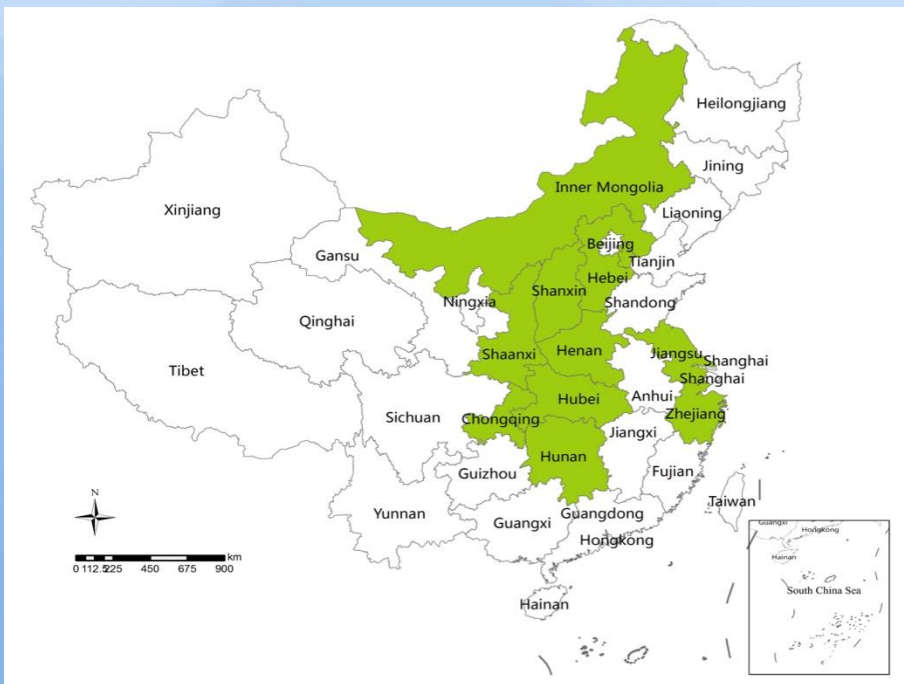 Heilongjiang
Jining
Inner Mongolia
Xinjiang
Liaoning
Beijing
Gansu
Tianjin
Hebei
Shanxin
Ningxia
Shandong
Qinghai
Henan
Shaanxi
Jiangsu
Shanghai
Tibet
Shanghai
Anhui
Hubei
Zhejiang
Sichuan
Chongqing
Jiangxi
Hunan
Fujian
Guizhou
Taiwan
Yunnan
Guangdong
Guangxi
Hongkong
Hainan
N
km
0 112.5 225 450 675 900
Guangxi
Hongkong
Hainan
South China Sea